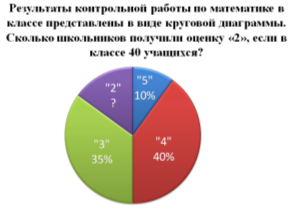 Результаты контрольной работы по математике в
классе представлены в виде круговой диаграммы.
Сколько школьников получили оценку «2», если в
классе 40 учащихся?
"2"
?
"5"
10%
"4"
40%
"3"
35%